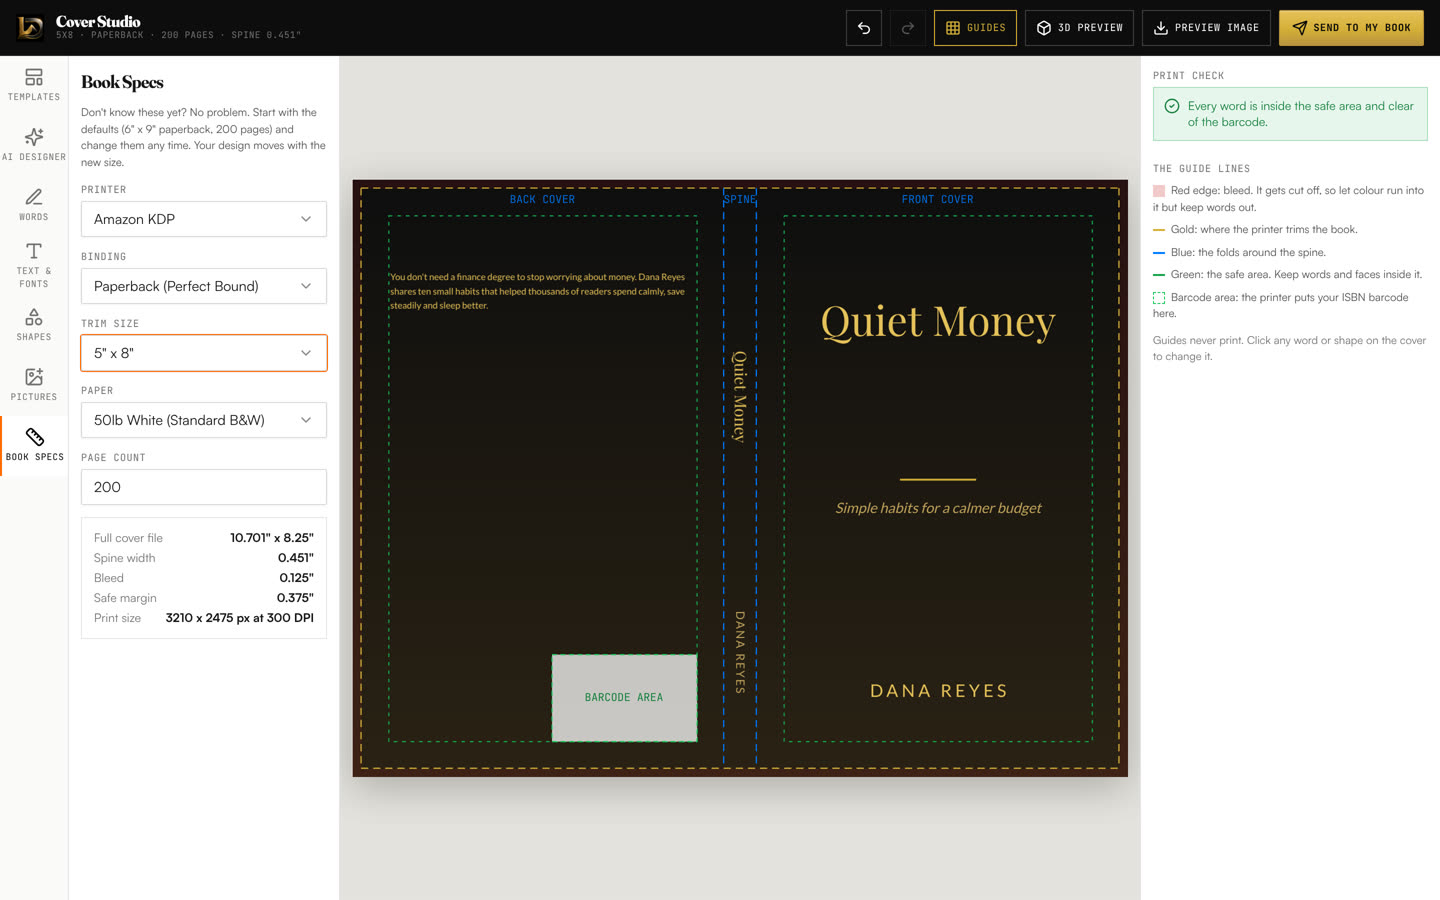 Cover Studio
5X8 · PAPERBACK · 200 PAGES · SPINE 0.451"
GUIDES
3D PREVIEW
PREVIEW IMAGE
SEND TO MY BOOK
TEMPLATES
AI DESIGNER
WORDS
TEXT &
FONTS
SHAPES
PICTURES
BOOK SPECS
Book Specs
Don't know these yet? No problem. Start with the
defaults (6" x 9" paperback, 200 pages) and
change them any time. Your design moves with the
new size.
PRINTER
Amazon KDP
BINDING
Paperback (Perfect Bound)
TRIM SIZE
5" x 8"
PAPER
50lb White (Standard B&W)
PAGE COUNT
200
Full cover file 10.701" x 8.25"
Spine width 0.451"
Bleed 0.125"
Safe margin 0.375"
Print size 3210 x 2475 px at 300 DPI
BACK COVER
You don't need a finance degree to stop worrying about money. Dana Reyes
shares ten small habits that helped thousands of readers spend calmly, save
steadily and sleep better.
BARCODE AREA
SPINE
Quiet Money
DANA REYES
FRONT COVER
Quiet Money
Simple habits for a calmer budget
DANA REYES
PRINT CHECK
Every word is inside the safe area and clear
of the barcode.
THE GUIDE LINES
Red edge: bleed. It gets cut off, so let colour run into
it but keep words out.
Gold: where the printer trims the book.
Blue: the folds around the spine.
Green: the safe area. Keep words and faces inside it.
Barcode area: the printer puts your ISBN barcode
here.
Guides never print. Click any word or shape on the cover
to change it.